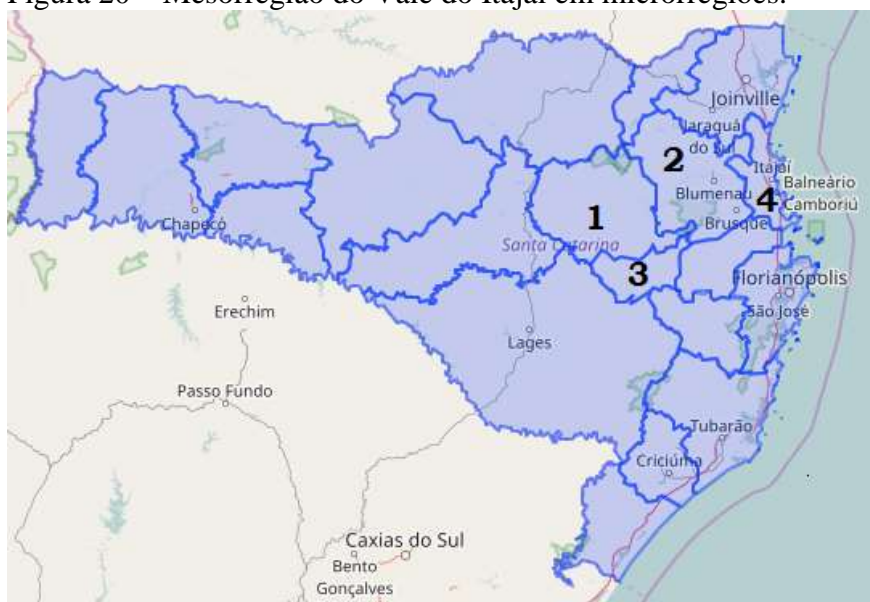 Figura 20 – Mesorregião do Vale do Itajaí em microrregiões.
Joinville
Jaraguá
do Sul
2
Itajaí
Blumenau
4
Balneário
Camboriú
1
Brusque
Chapecó
Santa Catarina
3
Florianópolis
São José
Erechim
Lages
Passo Fundo
Tubarão
Criciúma
Caxias do Sul
Bento
Gonçalves